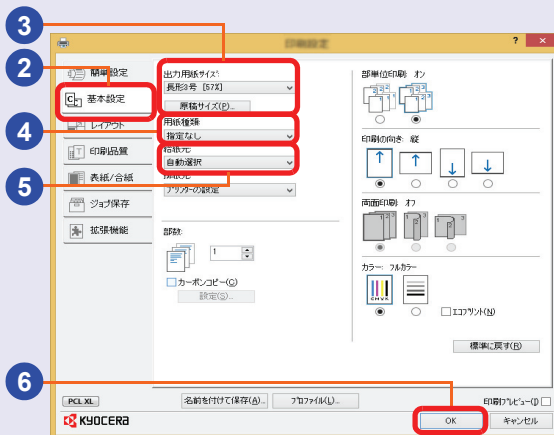 3
印刷設定
?
×
2
簡単設定
出力用紙サイズ:
部単位印刷: オン
長形3号 [57%]
基本設定
原稿サイズ(P)...
4
用紙種類:
レイアウト
指定なし
印刷の向き: 縦
給紙元:
印刷品質
自動選択
5
表紙/合紙
排紙先:
プリンターの設定
ジョブ保存
両面印刷: オフ
拡張機能
部数:
1
カーボンコピー(C)
設定(S)...
カラー: フルカラー
CMYK
エコプリント(N)
標準に戻す(R)
6
PCL XL
名前を付けて保存(A)...
プロファイル(L)...
印刷プレビュー(I)
KYOCERA
OK
キャンセル